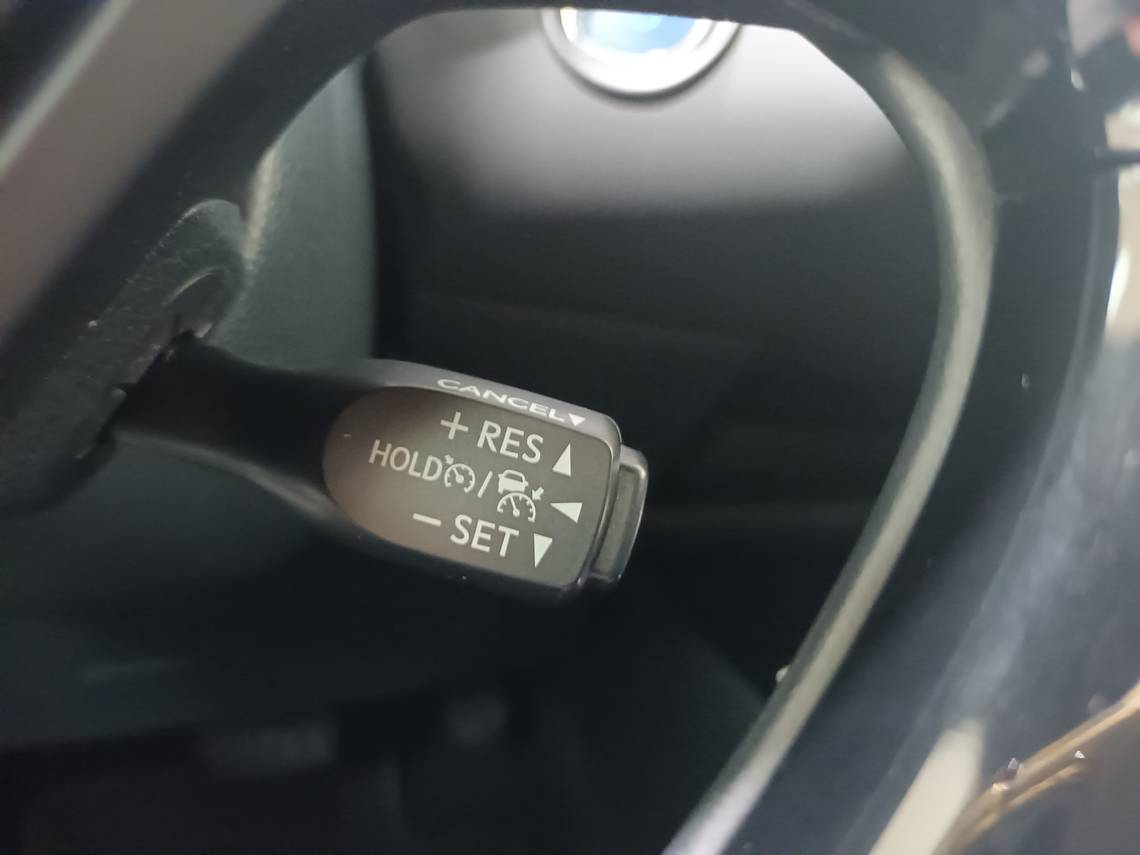 CANCEL▼
+ RES ▲
HOLD / ◀
− SET ▼